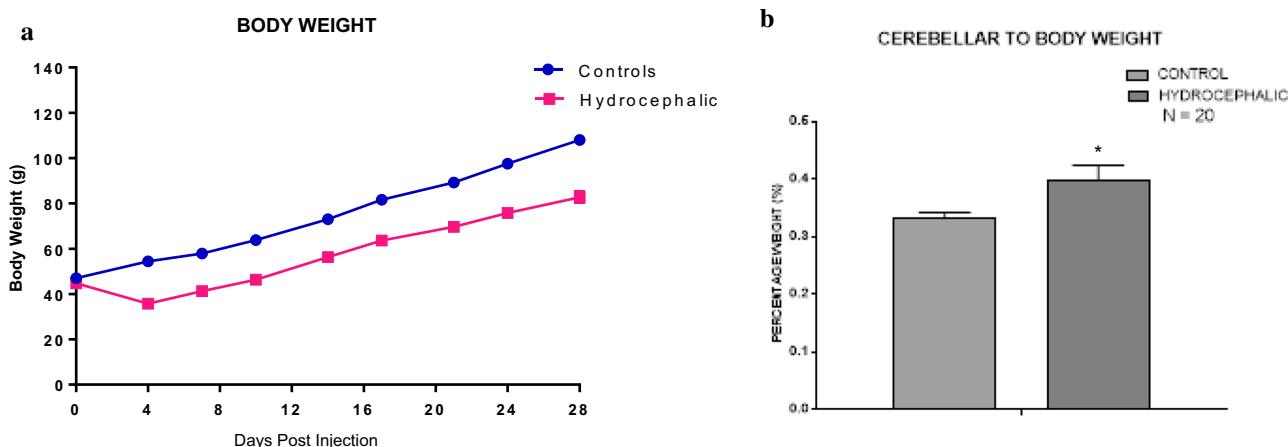 a
BODY WEIGHT
Controls
Hydrocephalic
140
120
100
80
60
40
20
0
Body Weight (g)
0 4 8 12 16 20 24 28
Days Post Injection
b
CEREBELLAR TO BODY WEIGHT
CONTROL
HYDROCEPHALIC
N = 20
*
0.5
0.4
0.3
0.2
0.1
0.0
PERCENTAGE WEIGHT (%)